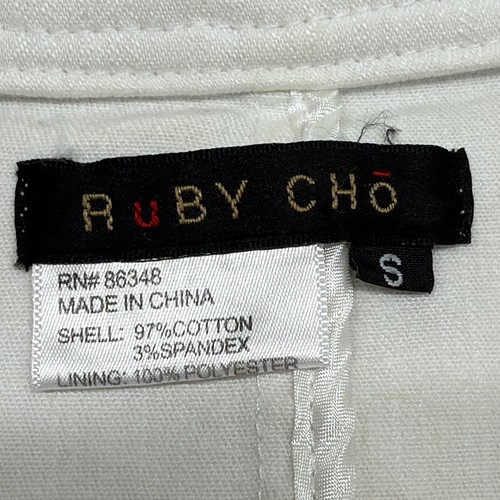 RuBY CHō
S
RN# 86348
MADE IN CHINA
SHELL: 97%COTTON
3%SPANDEX
LINING: 100% POLYESTER